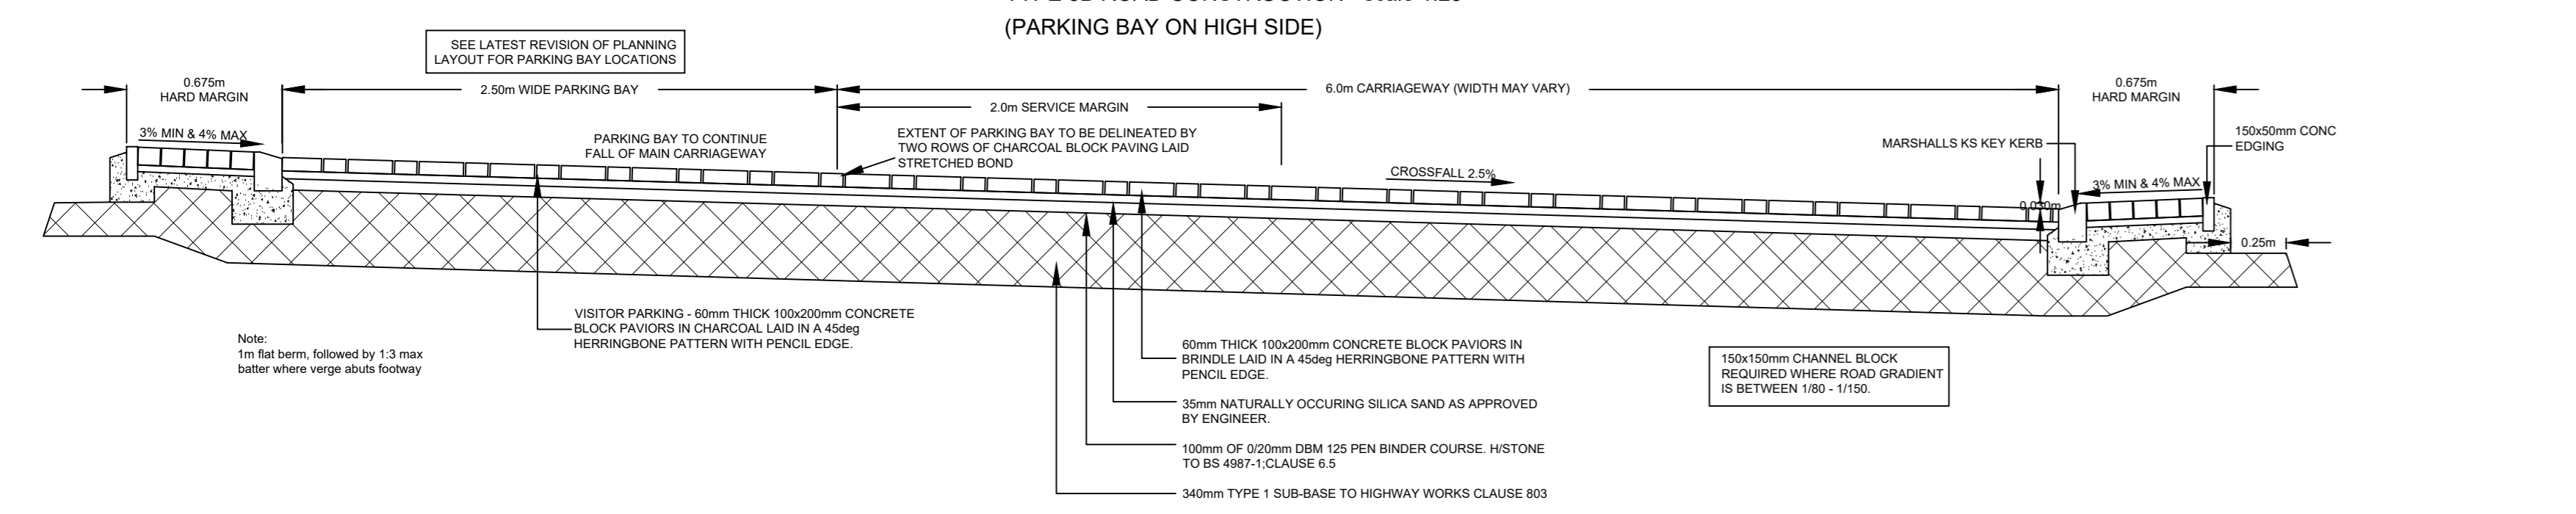 (PARKING BAY ON HIGH SIDE)
SEE LATEST REVISION OF PLANNING
LAYOUT FOR PARKING BAY LOCATIONS
0.675m
HARD MARGIN
2.50m WIDE PARKING BAY
6.0m CARRIAGEWAY (WIDTH MAY VARY)
0.675m
HARD MARGIN
2.0m SERVICE MARGIN
3% MIN & 4% MAX
PARKING BAY TO CONTINUE
FALL OF MAIN CARRIAGEWAY
EXTENT OF PARKING BAY TO BE DELINEATED BY
TWO ROWS OF CHARCOAL BLOCK PAVING LAID
STRETCHED BOND
MARSHALLS KS KEY KERB
150x50mm CONC
EDGING
CROSSFALL 2.5%
3% MIN & 4% MAX
0.030m
0.25m
VISITOR PARKING - 60mm THICK 100x200mm CONCRETE
BLOCK PAVIORS IN CHARCOAL LAID IN A 45deg
HERRINGBONE PATTERN WITH PENCIL EDGE.
Note:
1m flat berm, followed by 1:3 max
batter where verge abuts footway
60mm THICK 100x200mm CONCRETE BLOCK PAVIORS IN
BRINDLE LAID IN A 45deg HERRINGBONE PATTERN WITH
PENCIL EDGE.
150x150mm CHANNEL BLOCK
REQUIRED WHERE ROAD GRADIENT
IS BETWEEN 1/80 - 1/150.
35mm NATURALLY OCCURING SILICA SAND AS APPROVED
BY ENGINEER.
100mm OF 0/20mm DBM 125 PEN BINDER COURSE. H/STONE
TO BS 4987-1;CLAUSE 6.5
340mm TYPE 1 SUB-BASE TO HIGHWAY WORKS CLAUSE 803